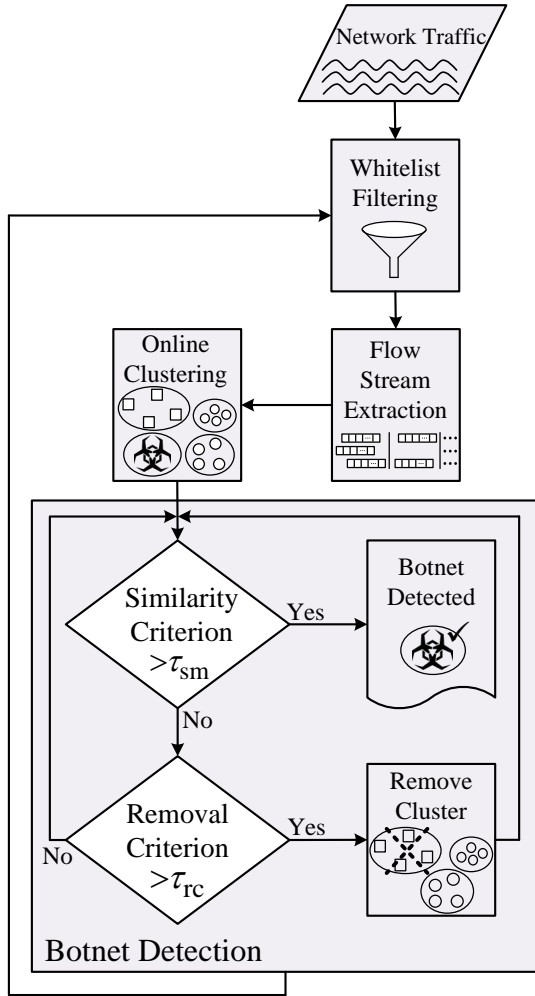 Network Traffic
Whitelist
Filtering
Flow
Stream
Extraction
Online
Clustering
Similarity
Criterion
>τsm
Yes
Botnet
Detected
No
Removal
Criterion
>τrc
Yes
No
Remove
Cluster
Botnet Detection